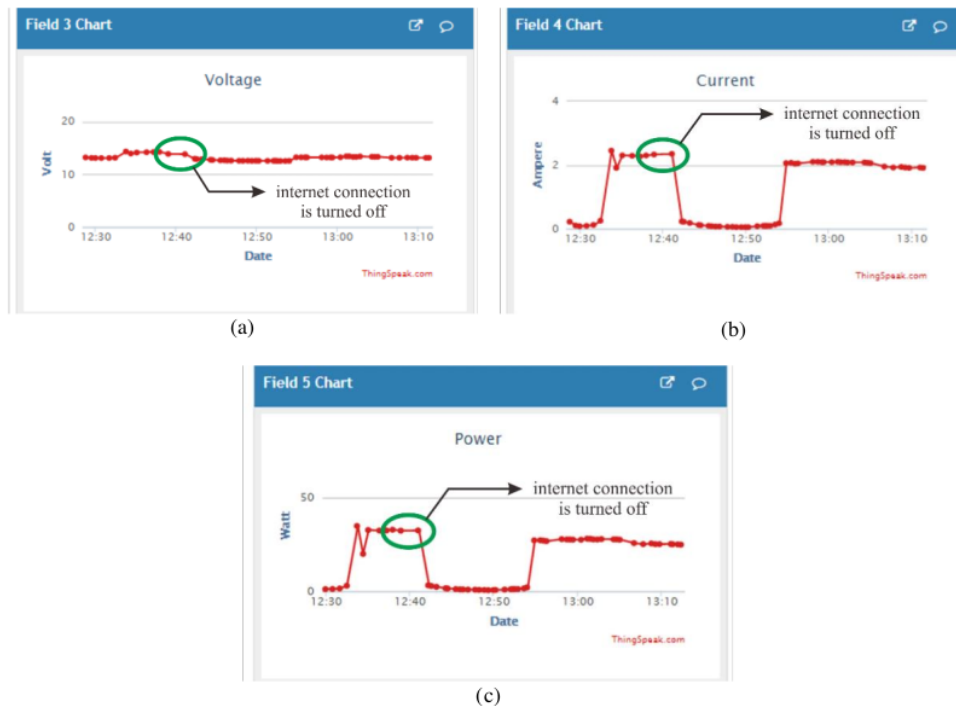 Field 3 Chart
Voltage
20
10
0
Volt
12:30 12:40 12:50 13:00 13:10
Date
internet connection
is turned off
ThingSpeak.com
(a)
Field 4 Chart
Current
4
2
0
Ampere
12:30 12:40 12:50 13:00 13:10
Date
internet connection
is turned off
ThingSpeak.com
(b)
Field 5 Chart
Power
50
0
Watt
12:30 12:40 12:50 13:00 13:10
Date
internet connection
is turned off
ThingSpeak.com
(c)